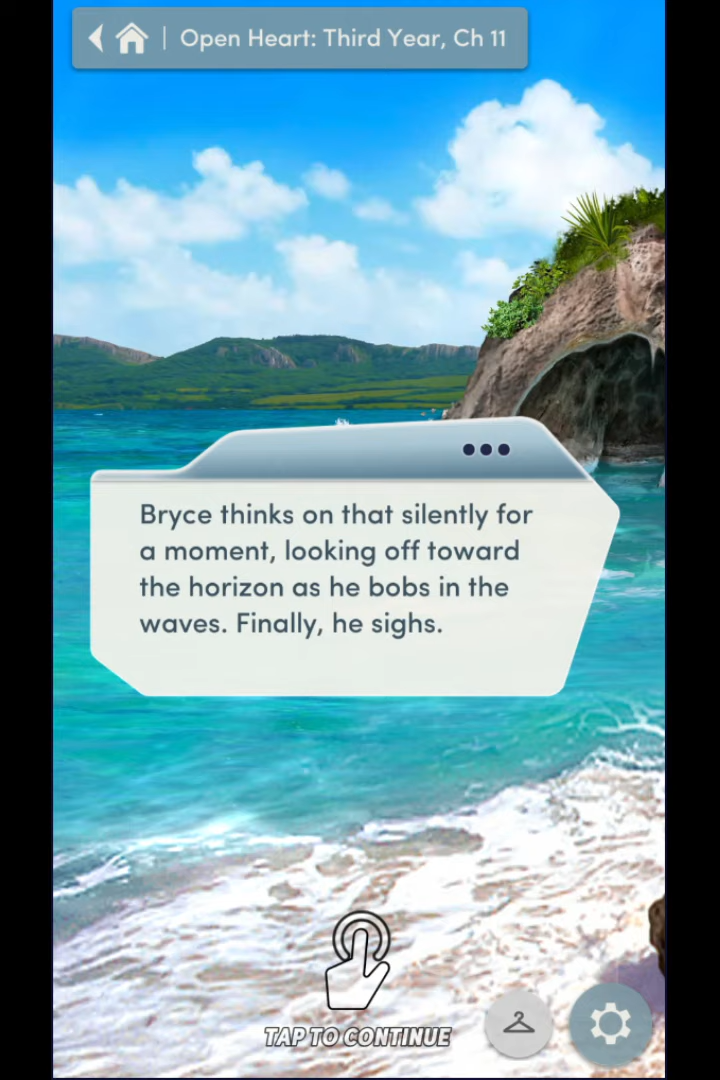 Open Heart: Third Year, Ch 11
Bryce thinks on that silently for
a moment, looking off toward
the horizon as he bobs in the
waves. Finally, he sighs.
TAP TO CONTINUE